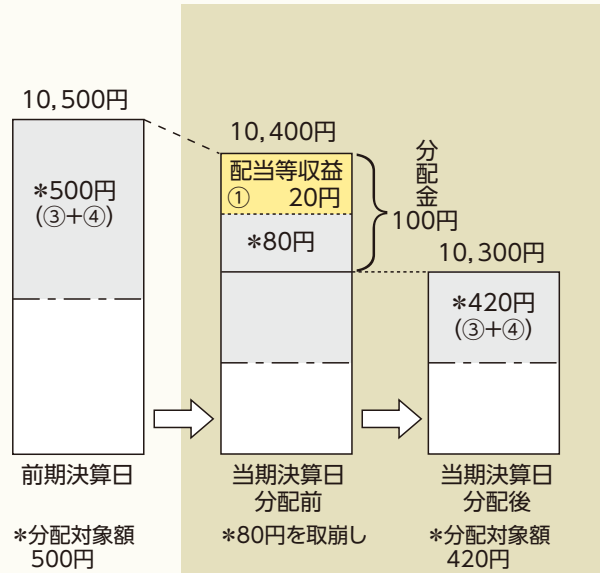 10,500円
＊500円
(③＋④)
前期決算日
＊分配対象額
500円
10,400円
配当等収益
① 20円
＊80円
分配金
100円
当期決算日
分配前
＊80円を取崩し
10,300円
＊420円
(③＋④)
当期決算日
分配後
＊分配対象額
420円